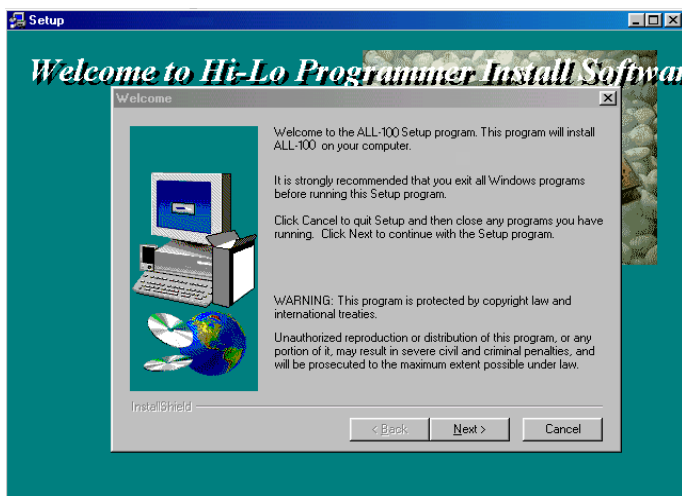 Setup
Welcome to Hi-Lo Programmer Install Softwar
Welcome
Welcome to the ALL-100 Setup program. This program will install
ALL-100 on your computer.
It is strongly recommended that you exit all Windows programs
before running this Setup program.
Click Cancel to quit Setup and then close any programs you have
running. Click Next to continue with the Setup program.
WARNING: This program is protected by copyright law and
international treaties.
Unauthorized reproduction or distribution of this program, or any
portion of it, may result in severe civil and criminal penalties, and
will be prosecuted to the maximum extent possible under law.
InstallShield
< Back Next > Cancel